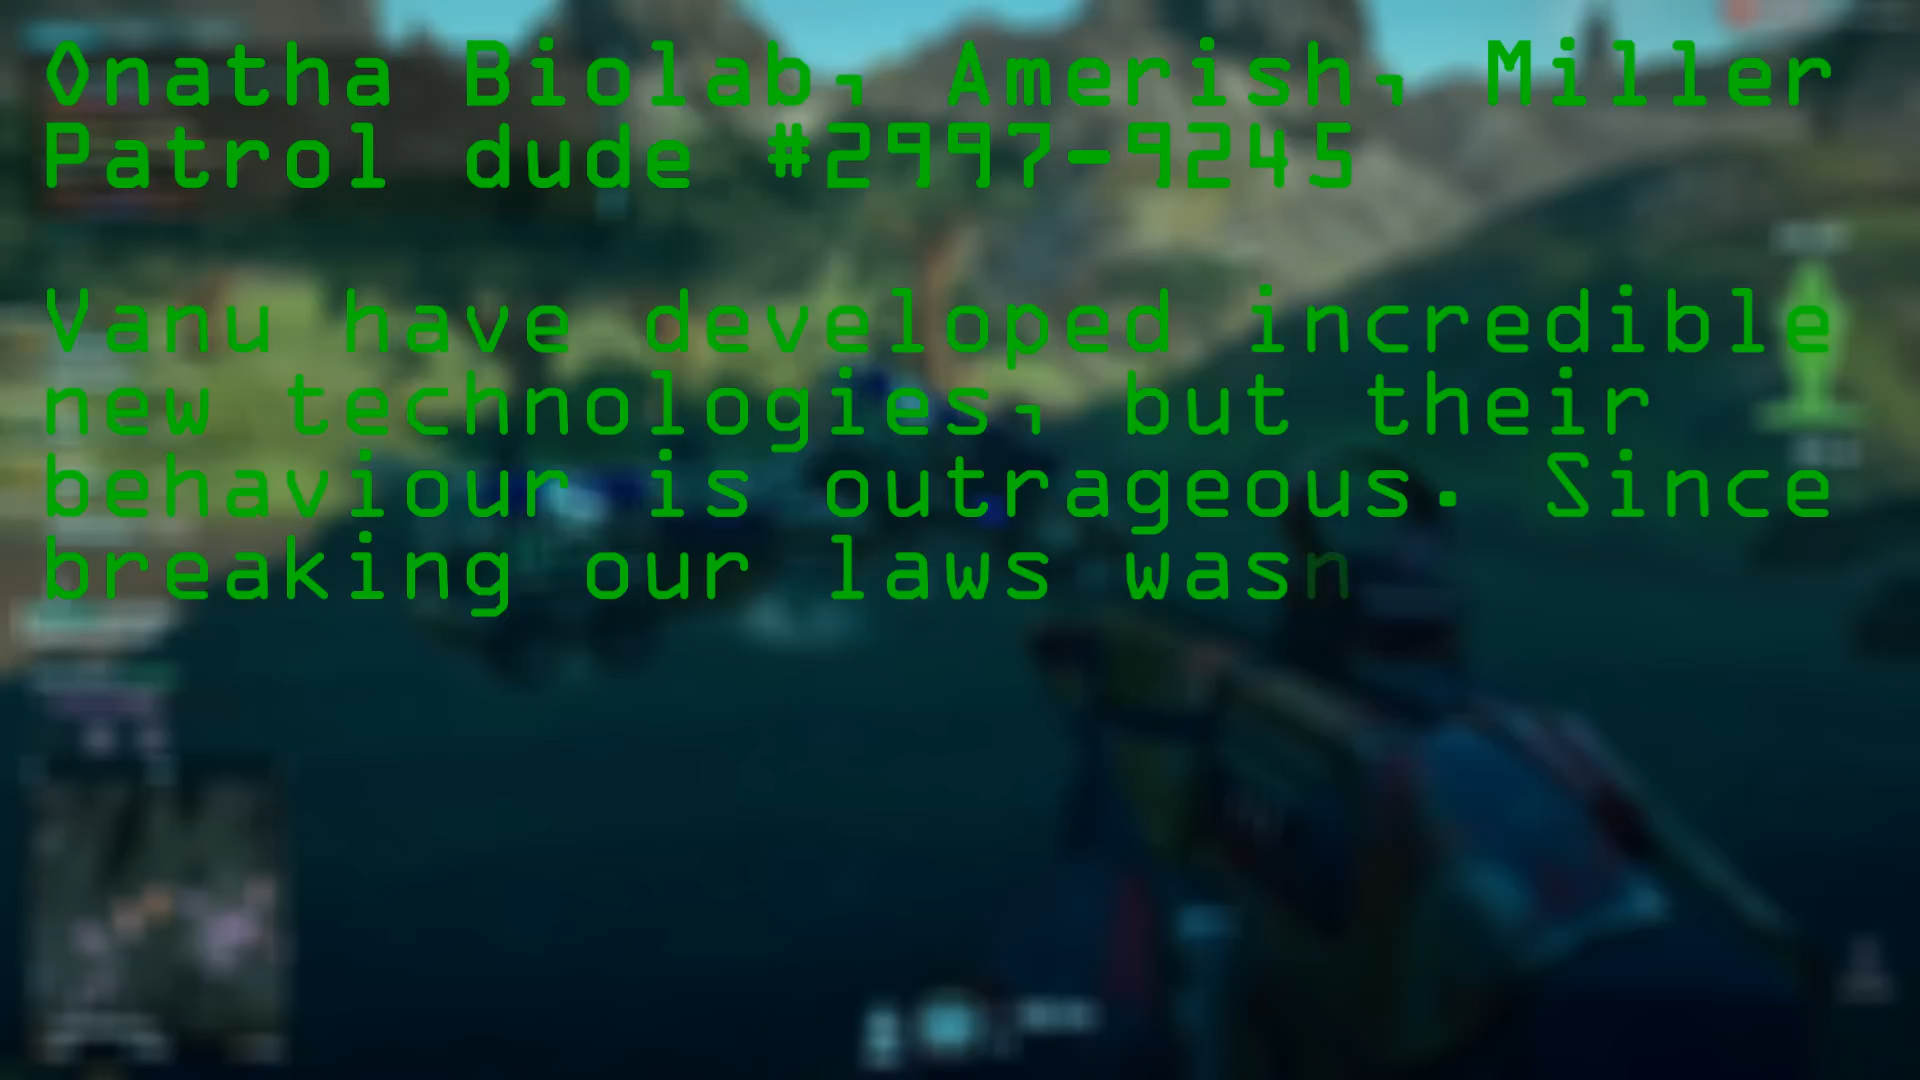 Onatha Biolab, Amerish, Miller
Patrol dude #2997-9245
Vanu have developed incredible
new technologies, but their
behaviour is outrageous. Since
breaking our laws wasn